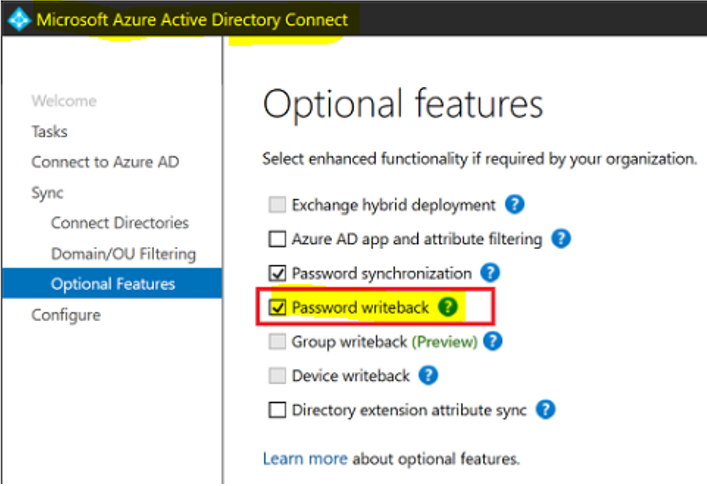 Microsoft Azure Active Directory Connect
Welcome
Tasks
Connect to Azure AD
Sync
Connect Directories
Domain/OU Filtering
Optional Features
Configure
Optional features
Select enhanced functionality if required by your organization.
Exchange hybrid deployment ?
Azure AD app and attribute filtering ?
Password synchronization ?
Password writeback ?
Group writeback (Preview) ?
Device writeback ?
Directory extension attribute sync ?
Learn more about optional features.